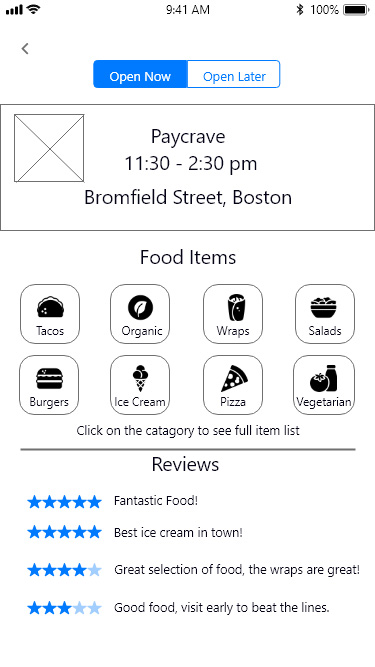 9:41 AM 100%
Open Now Open Later
Paycrave
11:30 - 2:30 pm
Bromfield Street, Boston
Food Items
Tacos Organic Wraps Salads
Burgers Ice Cream Pizza Vegetarian
Click on the catagory to see full item list
Reviews
Fantastic Food!
Best ice cream in town!
Great selection of food, the wraps are great!
Good food, visit early to beat the lines.